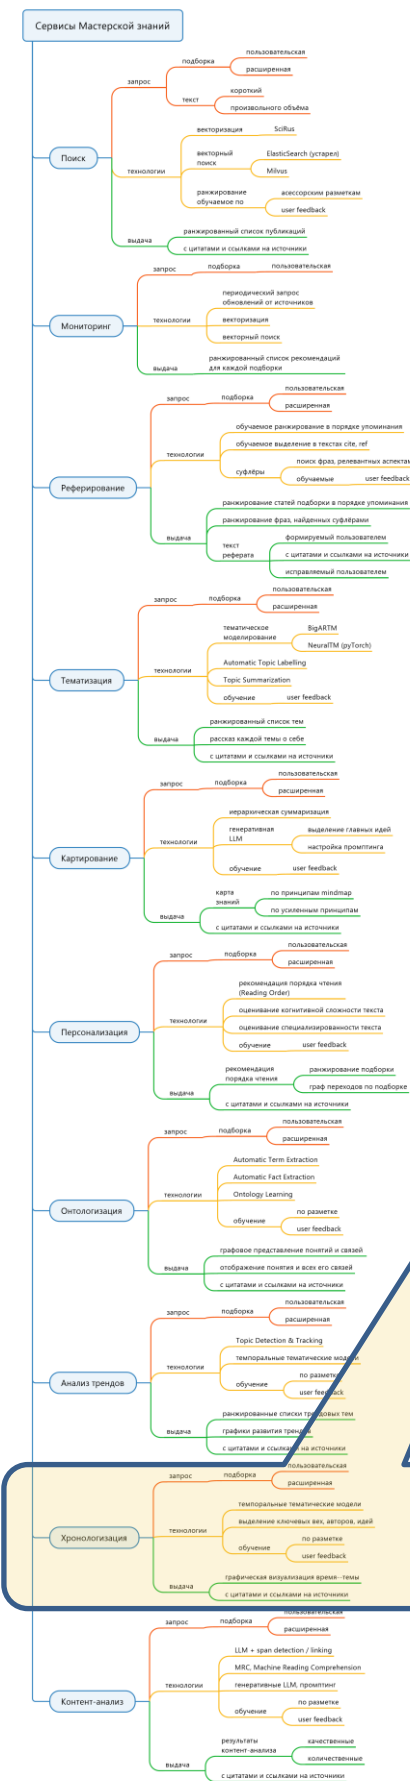 Сервисы Мастерской знаний
Поиск
запрос
подборка
пользовательская
расширенная
текст
короткий
произвольного объёма
технологии
векторизация
SciRus
векторный
поиск
ElasticSearch (устарел)
Milvus
ранжирование
обучаемое по
асессорским разметкам
user feedback
выдача
ранжированный список публикаций
с цитатами и ссылками на источники
Мониторинг
запрос
подборка
пользовательская
технологии
периодический запрос
обновлений от источников
векторизация
векторный поиск
выдача
ранжированный список рекомендаций
для каждой подборки
Реферирование
запрос
подборка
пользовательская
расширенная
технологии
обучаемое ранжирование в порядке упоминания
обучаемое выделение в текстах cite, ref
суфлёры
поиск фраз, релевантных аспектам
обучаемые
user feedback
выдача
ранжирование статей подборки в порядке упоминания
ранжирование фраз, найденных суфлёрами
текст
реферата
формируемый пользователем
с цитатами и ссылками на источники
исправляемый пользователем
Тематизация
запрос
подборка
пользовательская
расширенная
технологии
тематическое
моделирование
BigARTM
NeuralTM (pyTorch)
Automatic Topic Labelling
Topic Summarization
обучение
user feedback
выдача
ранжированный список тем
рассказ каждой темы о себе
с цитатами и ссылками на источники
Картирование
запрос
подборка
пользовательская
расширенная
технологии
иерархическая суммаризация
генеративная
LLM
выделение главных идей
настройка промптинга
обучение
user feedback
выдача
карта
знаний
по принципам mindmap
по усиленным принципам
с цитатами и ссылками на источники
Персонализация
запрос
подборка
пользовательская
расширенная
технологии
рекомендация порядка чтения
(Reading Order)
оценивание когнитивной сложности текста
оценивание специализированности текста
обучение
user feedback
выдача
рекомендация
порядка чтения
ранжирование подборки
граф переходов по подборке
с цитатами и ссылками на источники
Онтологизация
запрос
подборка
пользовательская
расширенная
технологии
Automatic Term Extraction
Automatic Fact Extraction
Ontology Learning
обучение
по разметке
user feedback
выдача
графовое представление понятий и связей
отображение понятия и всех его связей
с цитатами и ссылками на источники
Анализ трендов
запрос
подборка
пользовательская
расширенная
технологии
Topic Detection & Tracking
темпоральные тематические модели
обучение
по разметке
user feedback
выдача
ранжированные списки трендовых тем
графики развития трендов
с цитатами и ссылками на источники
Хронологизация
запрос
подборка
пользовательская
расширенная
технологии
темпоральные тематические модели
выделение ключевых вех, авторов, идей
обучение
по разметке
user feedback
выдача
графическая визуализация время–темы
с цитатами и ссылками на источники
Контент-анализ
запрос
подборка
пользовательская
расширенная
технологии
LLM + span detection / linking
MRC, Machine Reading Comprehension
генеративные LLM, промптинг
обучение
по разметке
user feedback
выдача
результаты
контент-анализа
качественные
количественные
с цитатами и ссылками на источники